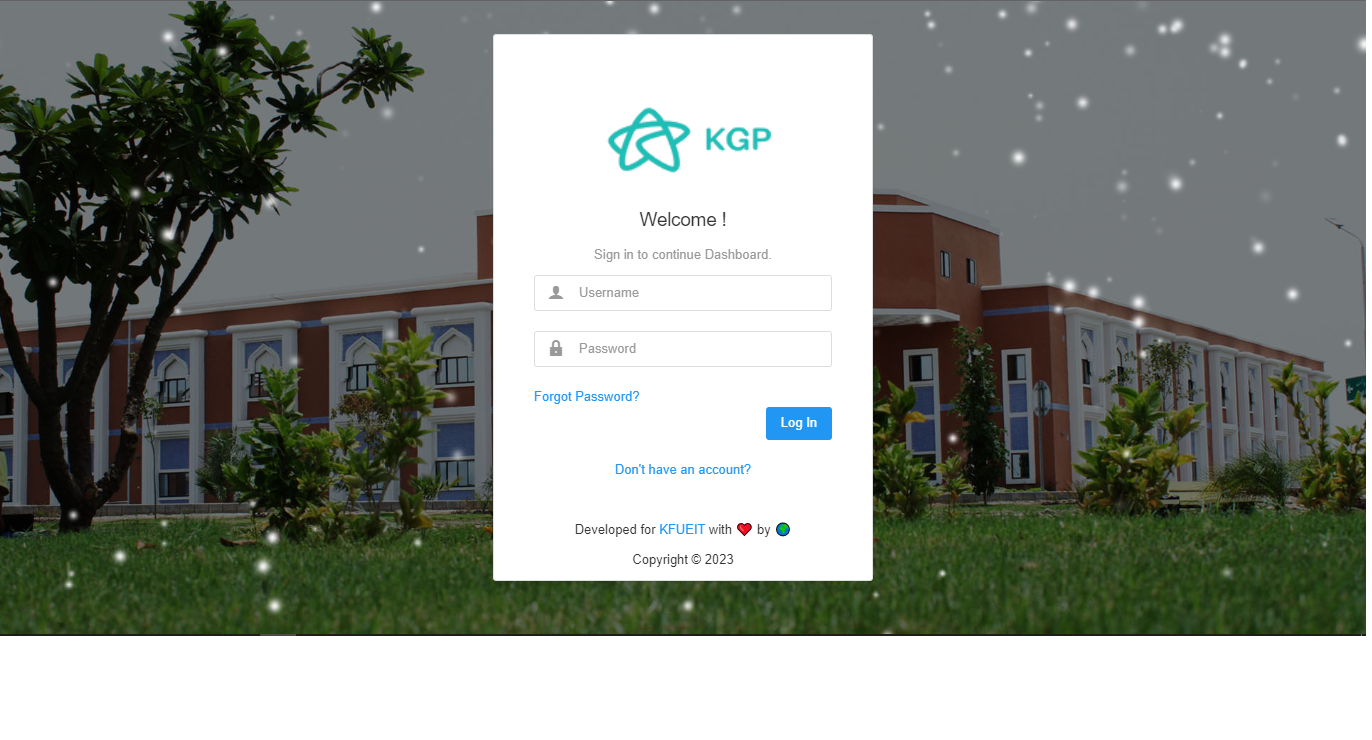 KGP
Welcome !
Sign in to continue Dashboard.
Username
Password
Forgot Password?
Log In
Don't have an account?
Developed for KFUEIT with ❤ by 🌍
Copyright © 2023